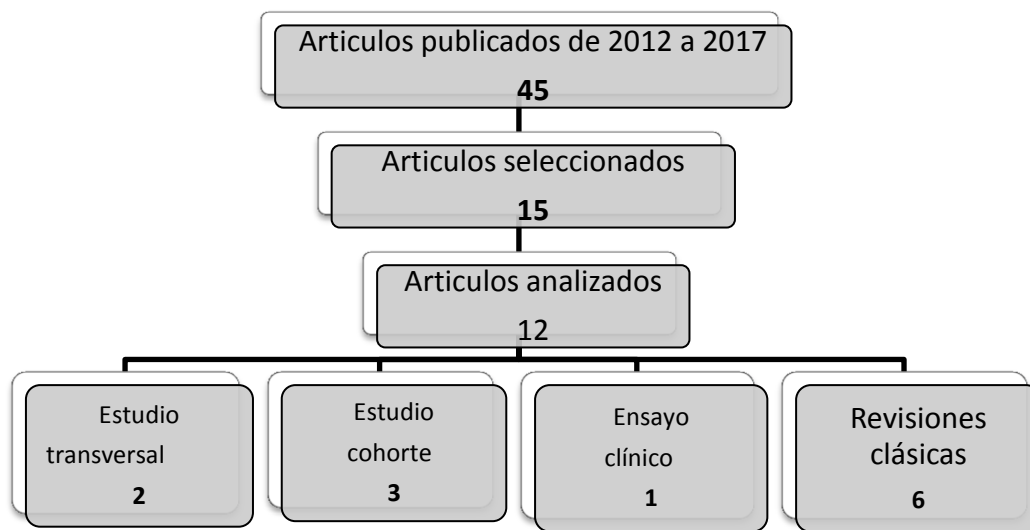 Articulos publicados de 2012 a 2017
45
Articulos seleccionados
15
Articulos analizados
12
Estudio
transversal
2
Estudio
cohorte
3
Ensayo
clínico
1
Revisiones
clásicas
6